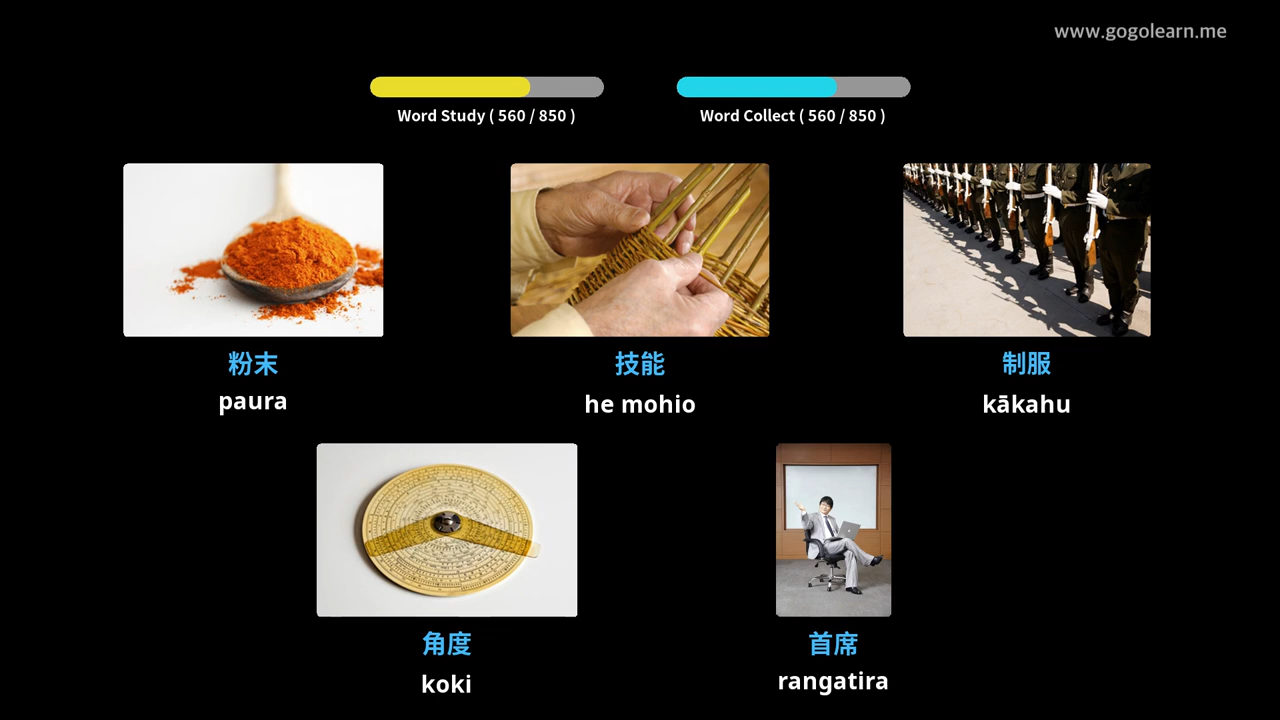 www.gogolearn.me
Word Study ( 560 / 850 )
Word Collect ( 560 / 850 )
粉末
paura
技能
he mohio
制服
kākahu
角度
koki
首席
rangatira